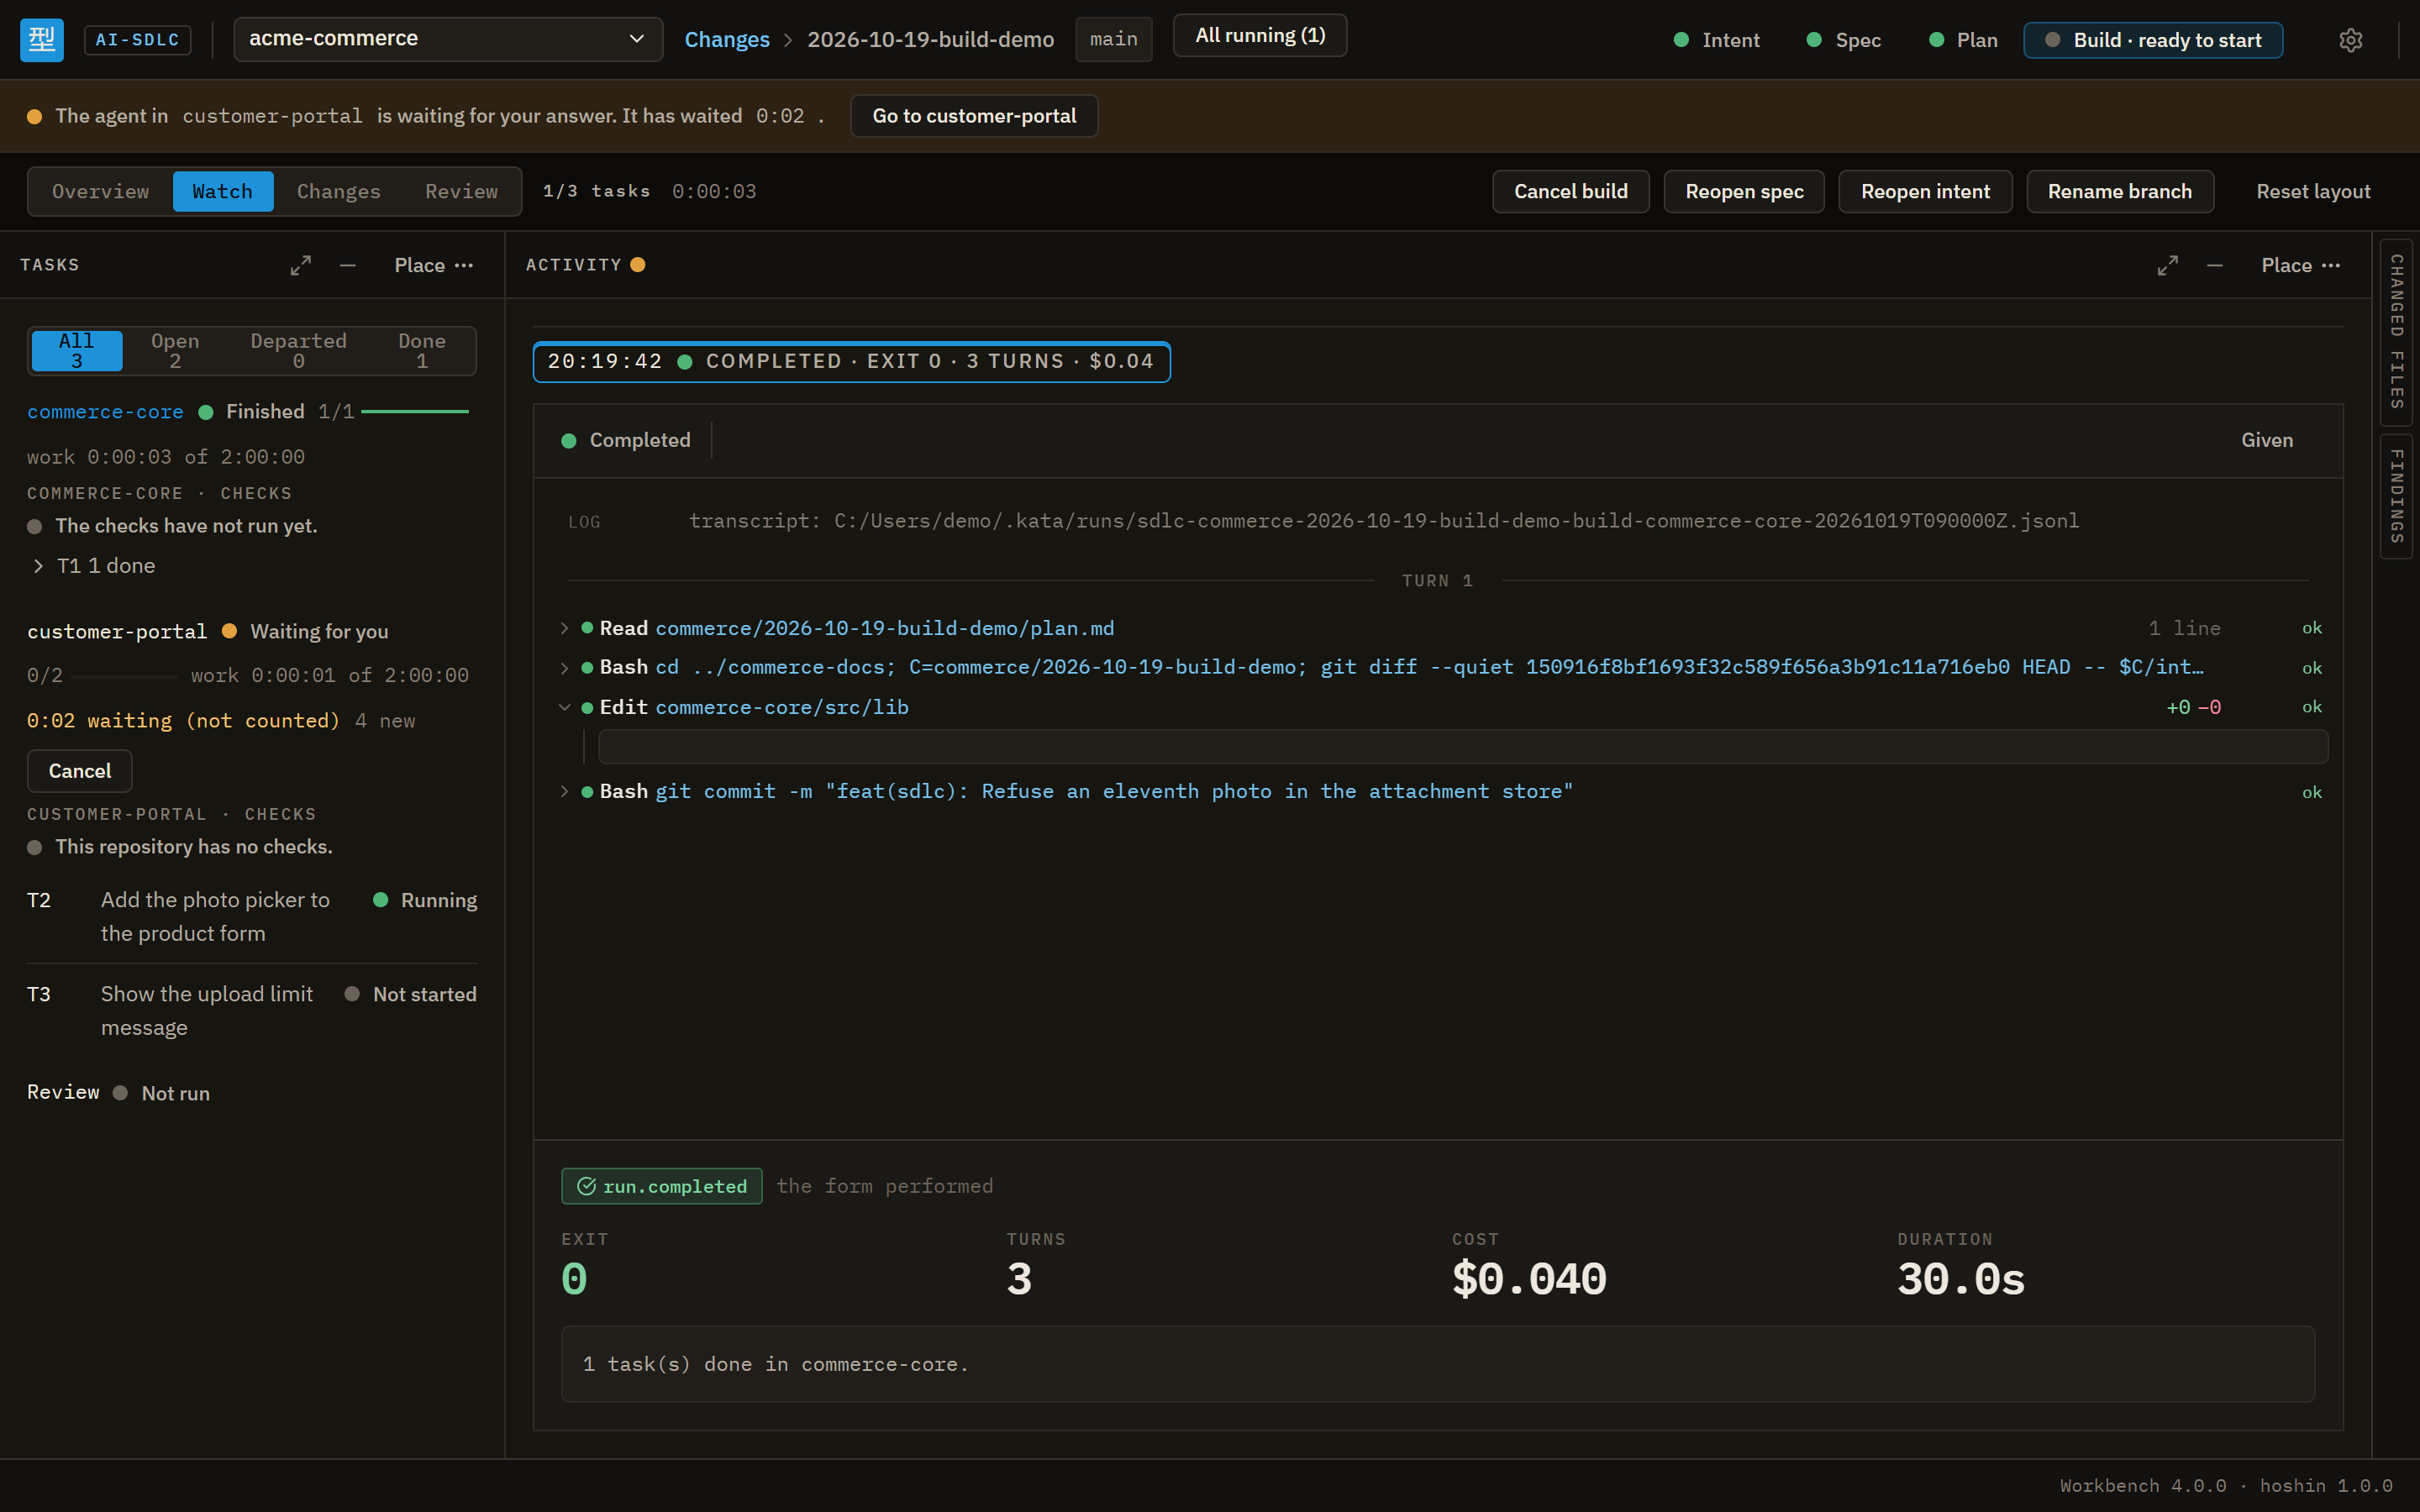 型 AI-SDLC acme-commerce Changes 2026-10-19-build-demo main All running (1) Intent Spec Plan Build · ready to start
The agent in customer-portal is waiting for your answer. It has waited 0:02 . Go to customer-portal
Overview Watch Changes Review 1/3 tasks 0:00:03 Cancel build Reopen spec Reopen intent Rename branch Reset layout
TASKS Place ···
All 3 Open 2 Departed 0 Done 1
commerce-core Finished 1/1
work 0:00:03 of 2:00:00
COMMERCE-CORE · CHECKS
The checks have not run yet.
T1 1 done
customer-portal Waiting for you
0/2 work 0:00:01 of 2:00:00
0:02 waiting (not counted) 4 new
Cancel
CUSTOMER-PORTAL · CHECKS
This repository has no checks.
T2 Add the photo picker to Running
the product form
T3 Show the upload limit Not started
message
Review Not run
ACTIVITY Place ···
20:19:42 COMPLETED · EXIT 0 · 3 TURNS · $0.04
Completed Given
LOG transcript: C:/Users/demo/.kata/runs/sdlc-commerce-2026-10-19-build-demo-build-commerce-core-20261019T090000Z.jsonl
TURN 1
Read commerce/2026-10-19-build-demo/plan.md 1 line ok
Bash cd ../commerce-docs; C=commerce/2026-10-19-build-demo; git diff --quiet 150916f8bf1693f32c589f656a3b91c11a716eb0 HEAD -- $C/int… ok
Edit commerce-core/src/lib +0 −0 ok
Bash git commit -m "feat(sdlc): Refuse an eleventh photo in the attachment store" ok
run.completed the form performed
EXIT TURNS COST DURATION
0 3 $0.040 30.0s
1 task(s) done in commerce-core.
CHANGED FILES
FINDINGS
Workbench 4.0.0 · hoshin 1.0.0